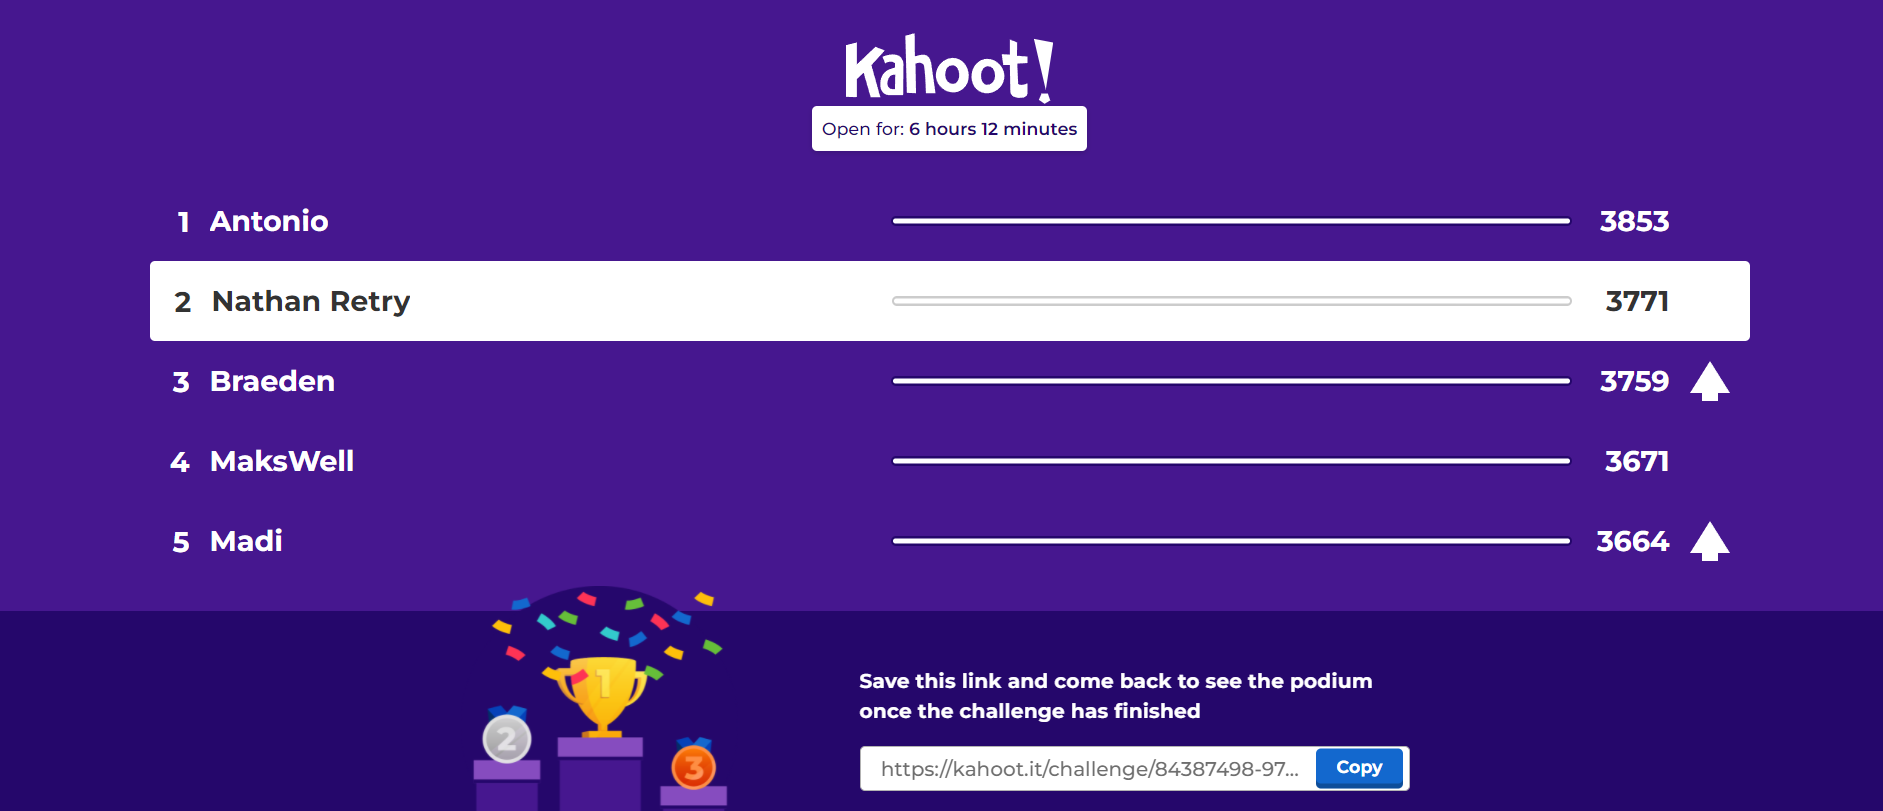 Kahoot!
Open for: 6 hours 12 minutes
1 Antonio 3853
2 Nathan Retry 3771
3 Braeden 3759
4 MaksWell 3671
5 Madi 3664
1
2
3
Save this link and come back to see the podium
once the challenge has finished
https://kahoot.it/challenge/84387498-97... Copy